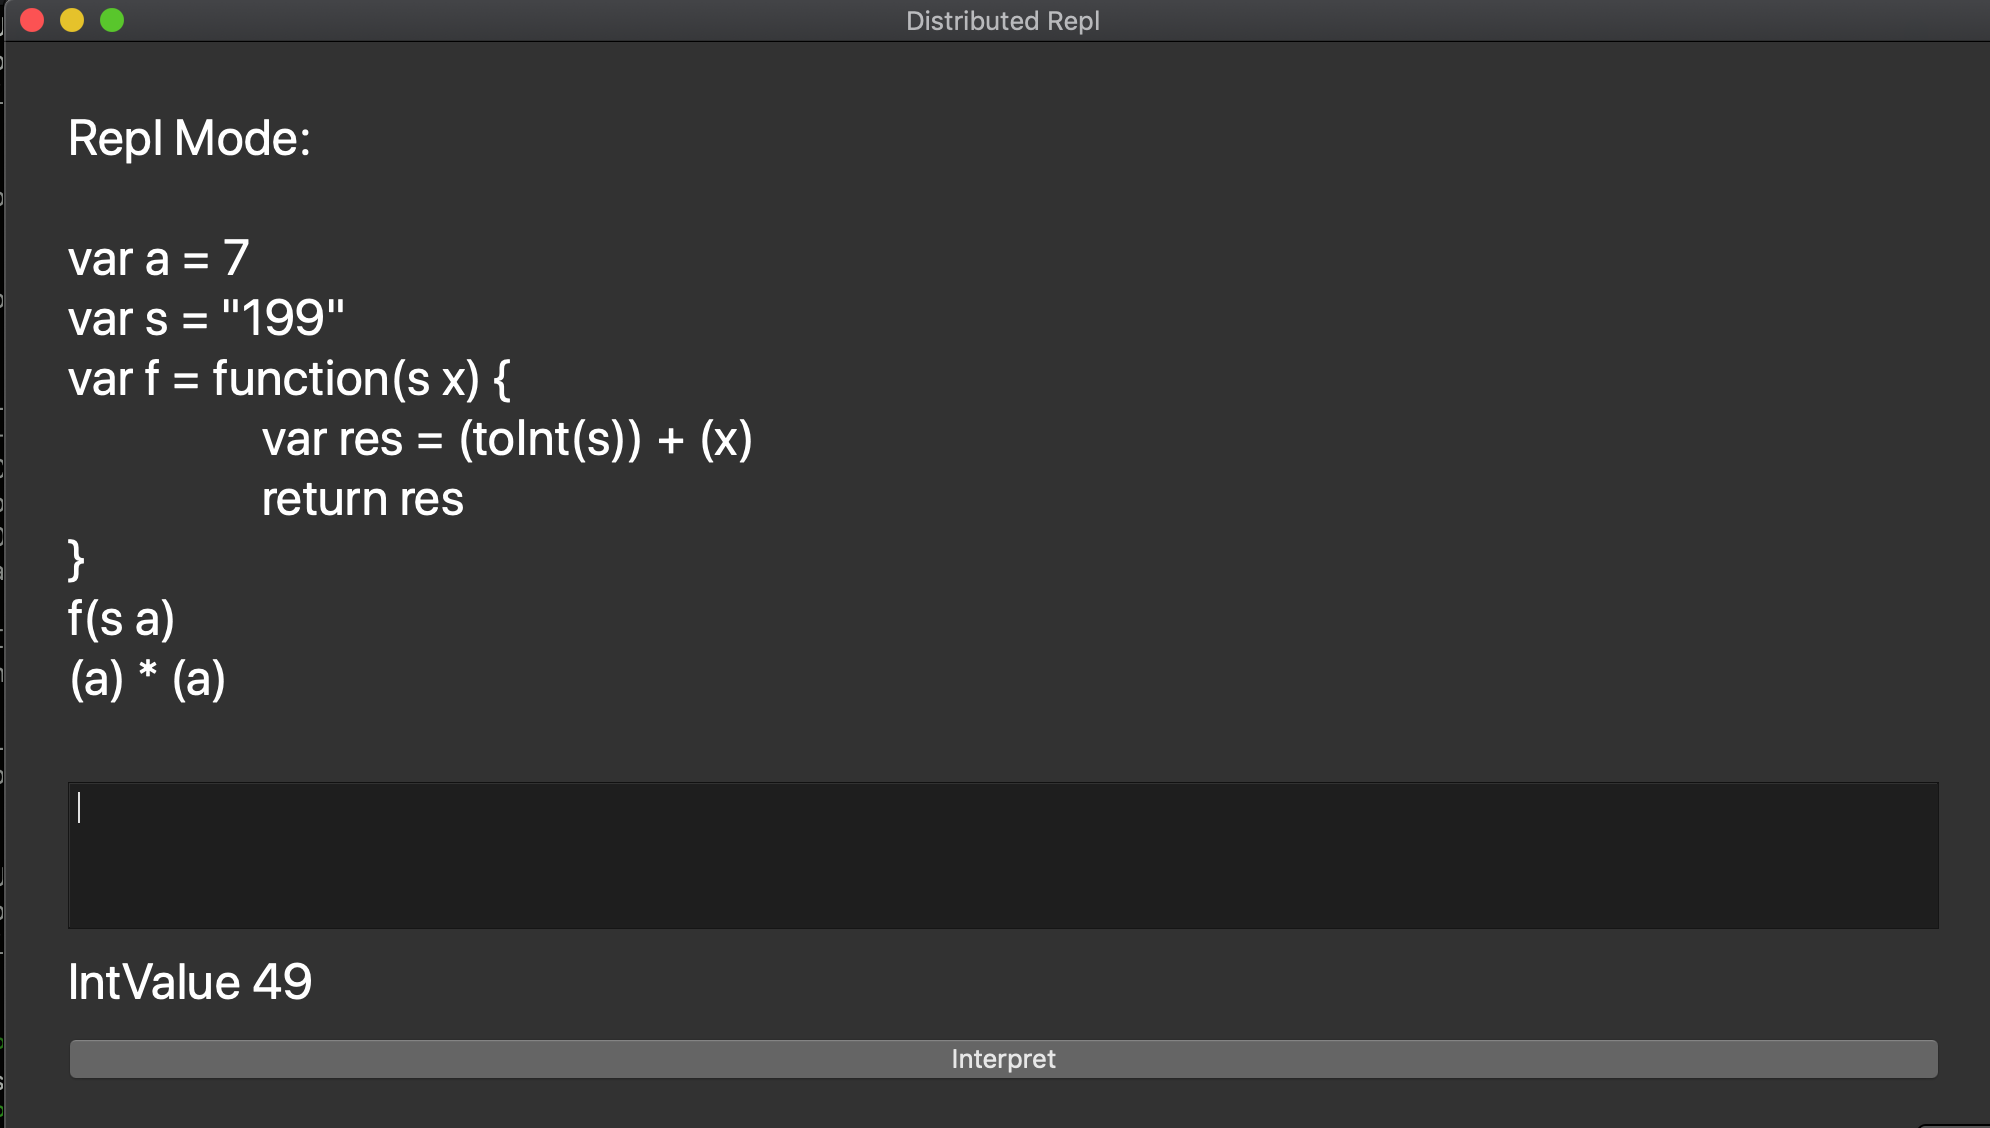 Distributed Repl
Repl Mode:
var a = 7
var s = "199"
var f = function(s x) {
var res = (toInt(s)) + (x)
return res
}
f(s a)
(a) * (a)
IntValue 49
Interpret